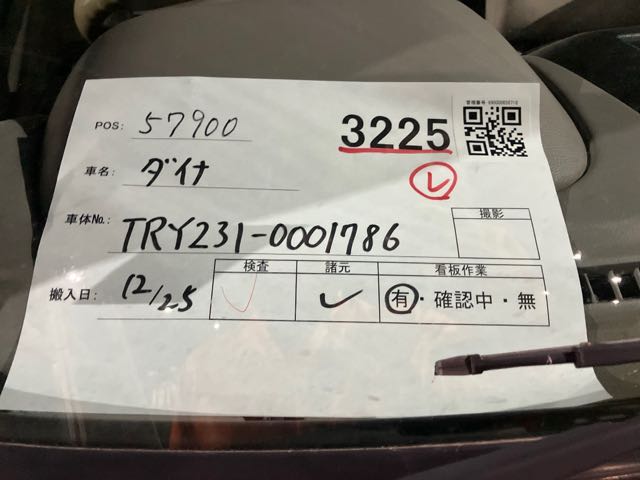 POS: 57900
3225
車名: ダイナ
レ
車体No.: TRY231-0001786
撮影
搬入日: 12/25
検査 諸元 看板作業
有・確認中・無